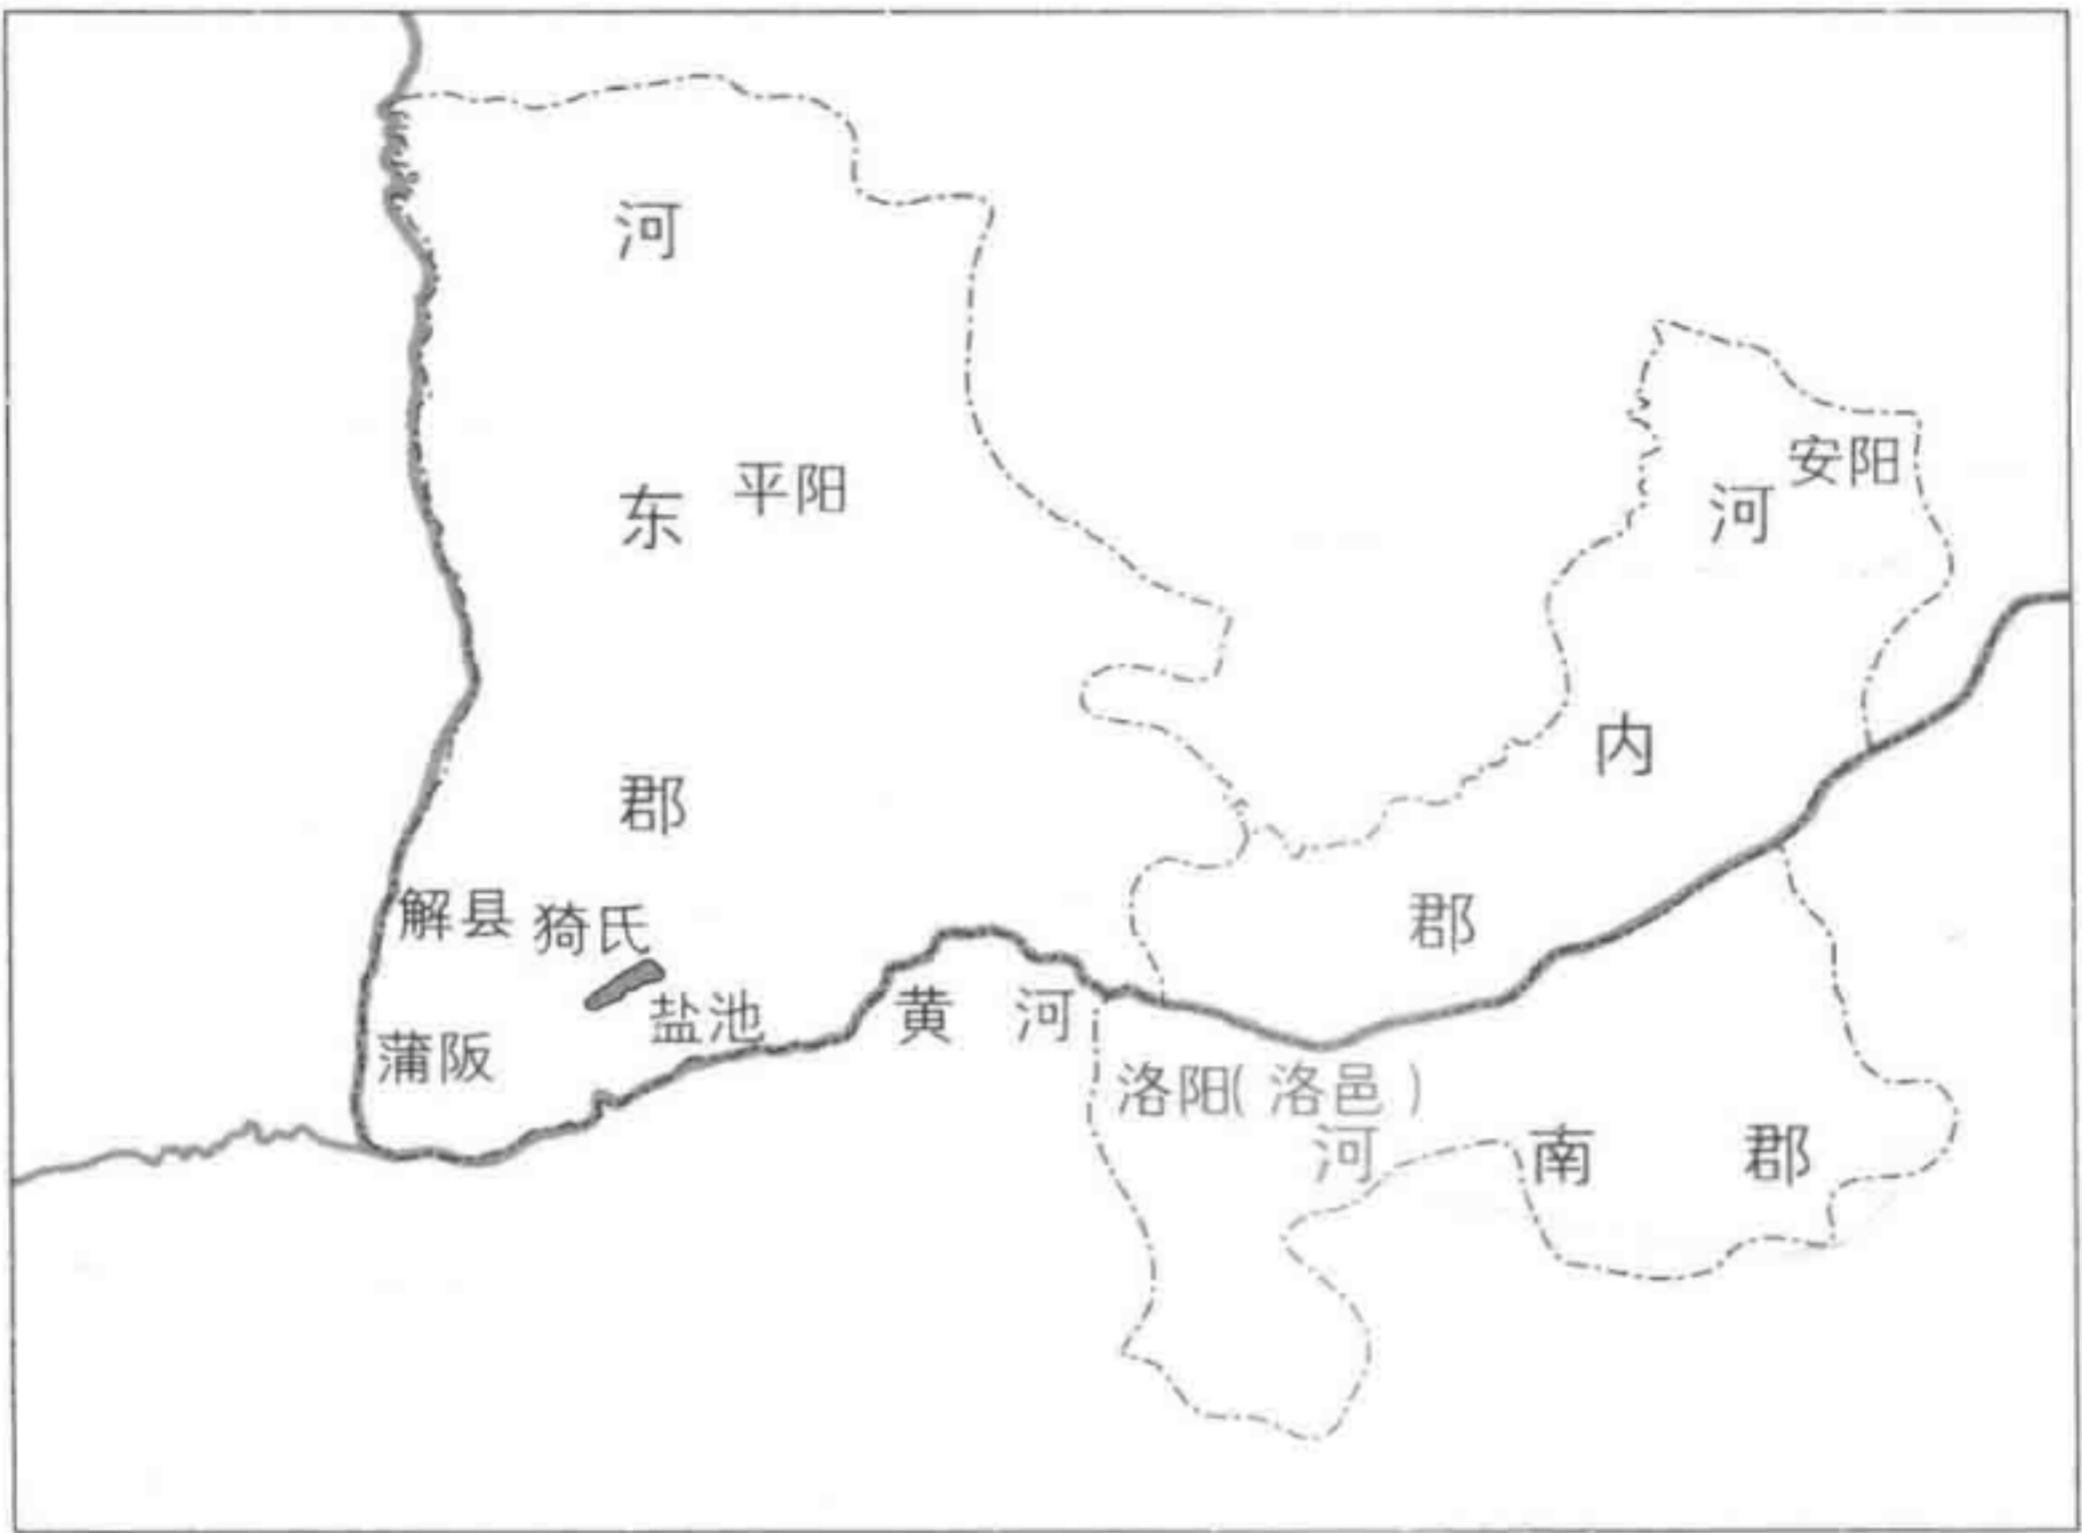 河
东
郡
平阳
安阳
河
内
郡
解县
猗氏
盐池
蒲阪
黄河
洛阳(洛邑)
河南郡